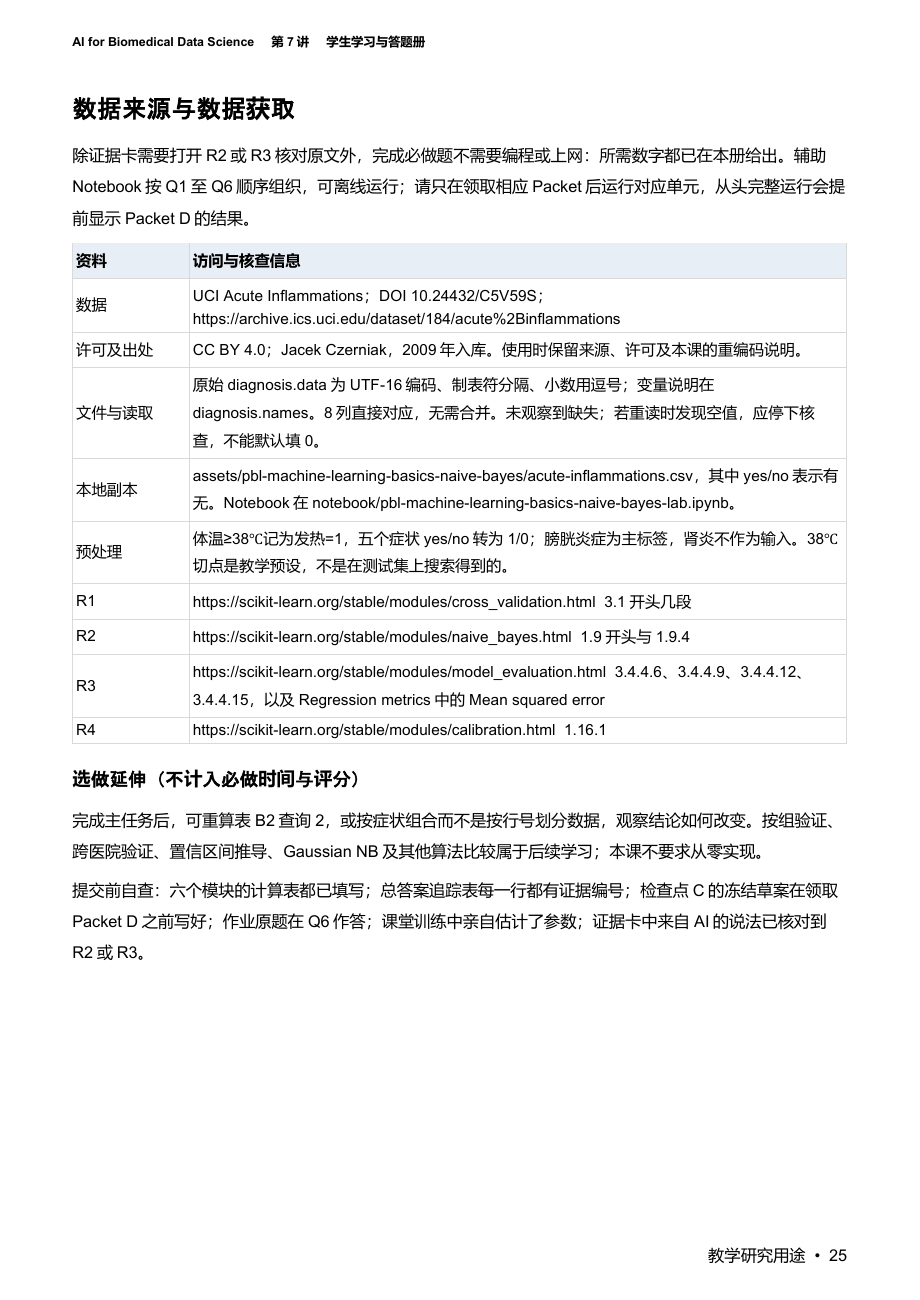 AI for Biomedical Data Science 第 7 讲 学生学习与答题册
数据来源与数据获取
除证据卡需要打开 R2 或 R3 核对原文外，完成必做题不需要编程或上网：所需数字都已在本册给出。辅助
Notebook 按 Q1 至 Q6 顺序组织，可离线运行；请只在领取相应 Packet 后运行对应单元，从头完整运行会提
前显示 Packet D 的结果。
资料 访问与核查信息
数据 UCI Acute Inflammations；DOI 10.24432/C5V59S；
https://archive.ics.uci.edu/dataset/184/acute%2Binflammations
许可及出处 CC BY 4.0；Jacek Czerniak，2009 年入库。使用时保留来源、许可及本课的重编码说明。
文件与读取 原始 diagnosis.data 为 UTF-16 编码、制表符分隔、小数用逗号；变量说明在
diagnosis.names。8 列直接对应，无需合并。未观察到缺失；若重读时发现空值，应停下核
查，不能默认填 0。
本地副本 assets/pbl-machine-learning-basics-naive-bayes/acute-inflammations.csv，其中 yes/no 表示有
无。Notebook 在 notebook/pbl-machine-learning-basics-naive-bayes-lab.ipynb。
预处理 体温≥38℃记为发热=1，五个症状 yes/no 转为 1/0；膀胱炎症为主标签，肾炎不作为输入。38℃
切点是教学预设，不是在测试集上搜索得到的。
R1 https://scikit-learn.org/stable/modules/cross_validation.html 3.1 开头几段
R2 https://scikit-learn.org/stable/modules/naive_bayes.html 1.9 开头与 1.9.4
R3 https://scikit-learn.org/stable/modules/model_evaluation.html 3.4.4.6、3.4.4.9、3.4.4.12、
3.4.4.15，以及 Regression metrics 中的 Mean squared error
R4 https://scikit-learn.org/stable/modules/calibration.html 1.16.1
选做延伸（不计入必做时间与评分）
完成主任务后，可重算表 B2 查询 2，或按症状组合而不是按行号划分数据，观察结论如何改变。按组验证、
跨医院验证、置信区间推导、Gaussian NB 及其他算法比较属于后续学习；本课不要求从零实现。
提交前自查：六个模块的计算表都已填写；总答案追踪表每一行都有证据编号；检查点 C 的冻结草案在领取
Packet D 之前写好；作业原题在 Q6 作答；课堂训练中亲自估计了参数；证据卡中来自 AI 的说法已核对到
R2 或 R3。
教学研究用途 • 25